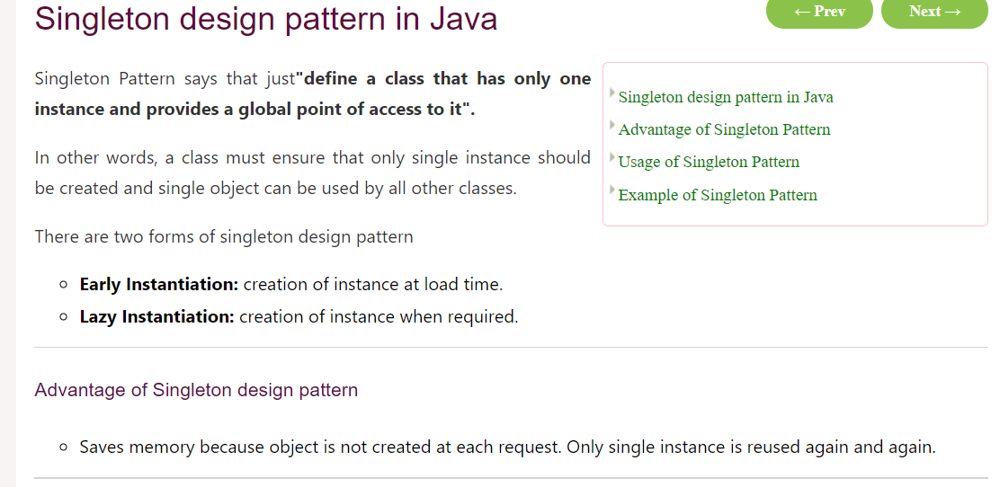 Singleton design pattern in Java
← Prev
Next →
Singleton Pattern says that just"define a class that has only one
instance and provides a global point of access to it".
In other words, a class must ensure that only single instance should
be created and single object can be used by all other classes.
There are two forms of singleton design pattern
Early Instantiation: creation of instance at load time.
Lazy Instantiation: creation of instance when required.
Singleton design pattern in Java
Advantage of Singleton Pattern
Usage of Singleton Pattern
Example of Singleton Pattern
Advantage of Singleton design pattern
Saves memory because object is not created at each request. Only single instance is reused again and again.